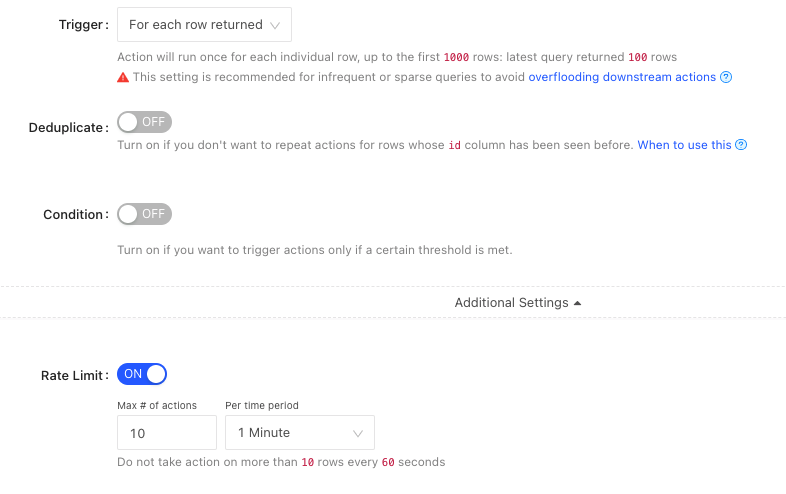 Trigger: For each row returned
Action will run once for each individual row, up to the first 1000 rows: latest query returned 100 rows
This setting is recommended for infrequent or sparse queries to avoid overflooding downstream actions ?
Deduplicate: OFF
Turn on if you don't want to repeat actions for rows whose id column has been seen before. When to use this ?
Condition: OFF
Turn on if you want to trigger actions only if a certain threshold is met.
Additional Settings
Rate Limit: ON
Max # of actions Per time period
10 1 Minute
Do not take action on more than 10 rows every 60 seconds